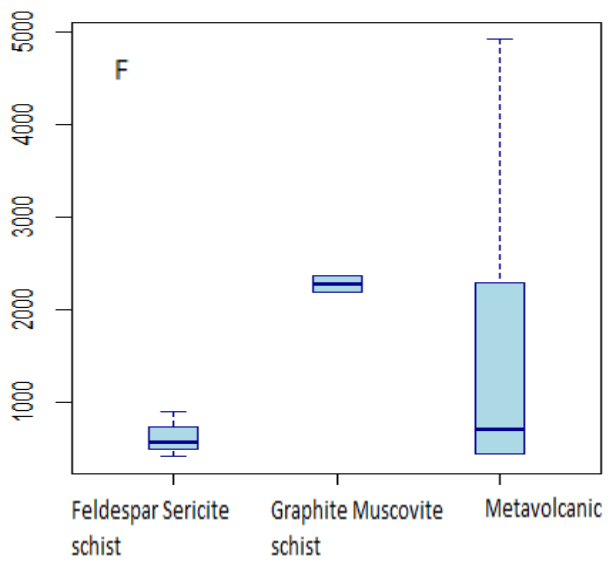 F
5000
4000
3000
2000
1000
Feldespar Sericite
schist
Graphite Muscovite
schist
Metavolcanic